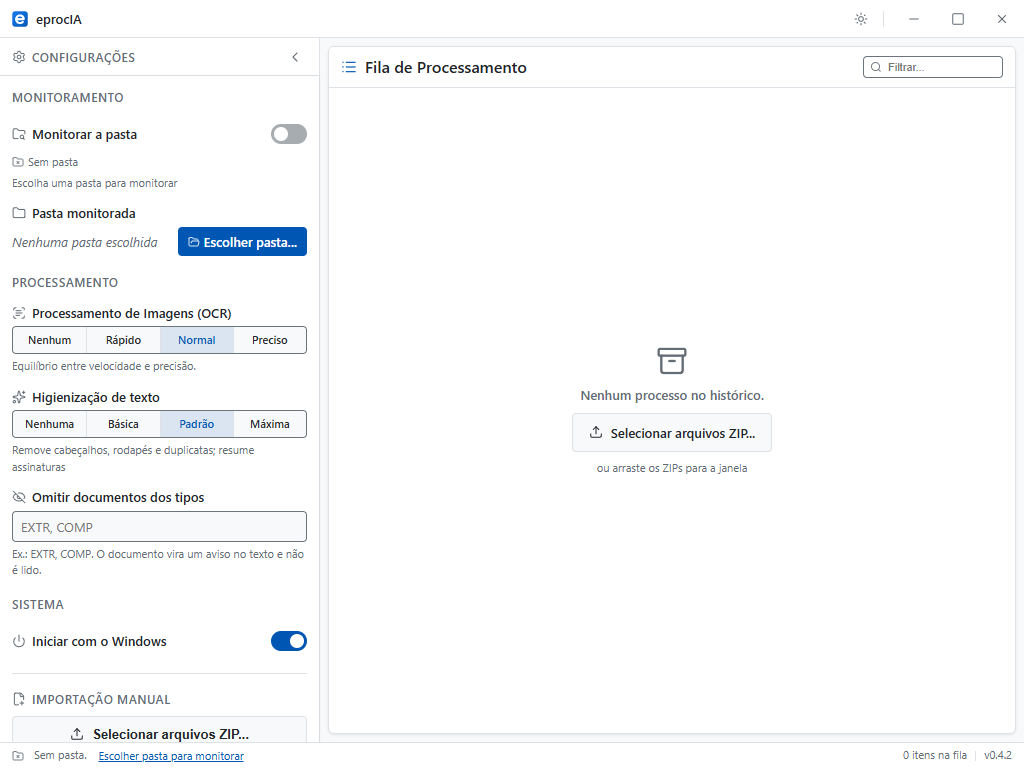 eprocIA
CONFIGURAÇÕES
MONITORAMENTO
Monitorar a pasta
Sem pasta
Escolha uma pasta para monitorar
Pasta monitorada
Nenhuma pasta escolhida
Escolher pasta...
PROCESSAMENTO
Processamento de Imagens (OCR)
Nenhum Rápido Normal Preciso
Equilíbrio entre velocidade e precisão.
Higienização de texto
Nenhuma Básica Padrão Máxima
Remove cabeçalhos, rodapés e duplicatas; resume
assinaturas
Omitir documentos dos tipos
EXTR, COMP
Ex.: EXTR, COMP. O documento vira um aviso no texto e não
é lido.
SISTEMA
Iniciar com o Windows
IMPORTAÇÃO MANUAL
Selecionar arquivos ZIP...
Fila de Processamento
Filtrar...
Nenhum processo no histórico.
Selecionar arquivos ZIP...
ou arraste os ZIPs para a janela
Sem pasta. Escolher pasta para monitorar
0 itens na fila v0.4.2